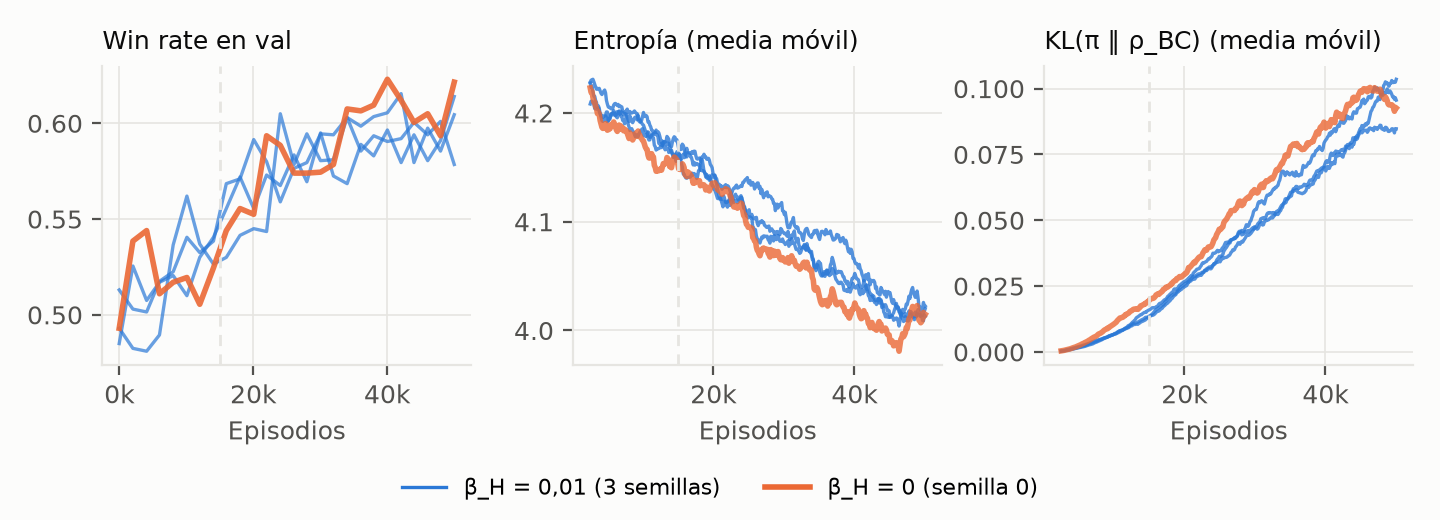 Win rate en val
0.60
0.55
0.50
0k
20k
40k
Episodios
Entropía (media móvil)
4.2
4.1
4.0
20k
40k
Episodios
KL(π ‖ ρ_BC) (media móvil)
0.100
0.075
0.050
0.025
0.000
20k
40k
Episodios
β_H = 0,01 (3 semillas)
β_H = 0 (semilla 0)